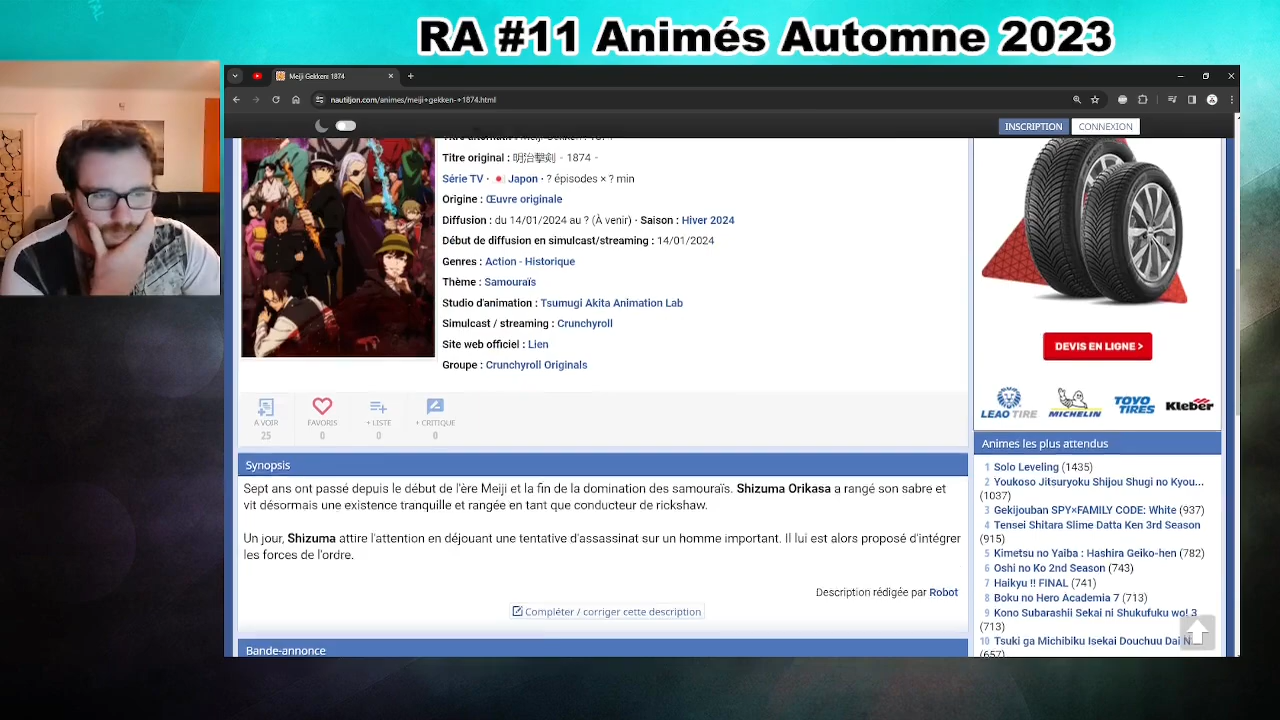 RA #11 Animés Automne 2023
Meiji Gekken: 1874
nautiljon.com/animes/meiji+gekken-+1874.html
INSCRIPTION CONNEXION
Titre original : 明治撃剣 - 1874 -
Série TV · Japon · ? épisodes × ? min
Origine : Œuvre originale
Diffusion : du 14/01/2024 au ? (À venir) · Saison : Hiver 2024
Début de diffusion en simulcast/streaming : 14/01/2024
Genres : Action - Historique
Thème : Samouraïs
Studio d'animation : Tsumugi Akita Animation Lab
Simulcast / streaming : Crunchyroll
Site web officiel : Lien
Groupe : Crunchyroll Originals
A VOIR FAVORIS + LISTE + CRITIQUE
25 0 0 0
Synopsis
Sept ans ont passé depuis le début de l'ère Meiji et la fin de la domination des samouraïs. Shizuma Orikasa a rangé son sabre et
vit désormais une existence tranquille et rangée en tant que conducteur de rickshaw.
Un jour, Shizuma attire l'attention en déjouant une tentative d'assassinat sur un homme important. Il lui est alors proposé d'intégrer
les forces de l'ordre.
Description rédigée par Robot
Compléter / corriger cette description
Bande-annonce
DEVIS EN LIGNE >
LEAO TIRE MICHELIN TOYO TIRES Kleber
Animes les plus attendus
1 Solo Leveling (1435)
2 Youkoso Jitsuryoku Shijou Shugi no Kyou...
(1037)
3 Gekijouban SPY×FAMILY CODE: White (937)
4 Tensei Shitara Slime Datta Ken 3rd Season
(915)
5 Kimetsu no Yaiba : Hashira Geiko-hen (782)
6 Oshi no Ko 2nd Season (743)
7 Haikyu !! FINAL (741)
8 Boku no Hero Academia 7 (713)
9 Kono Subarashii Sekai ni Shukufuku wo! 3
(713)
10 Tsuki ga Michibiku Isekai Douchuu Dai N...
(657)